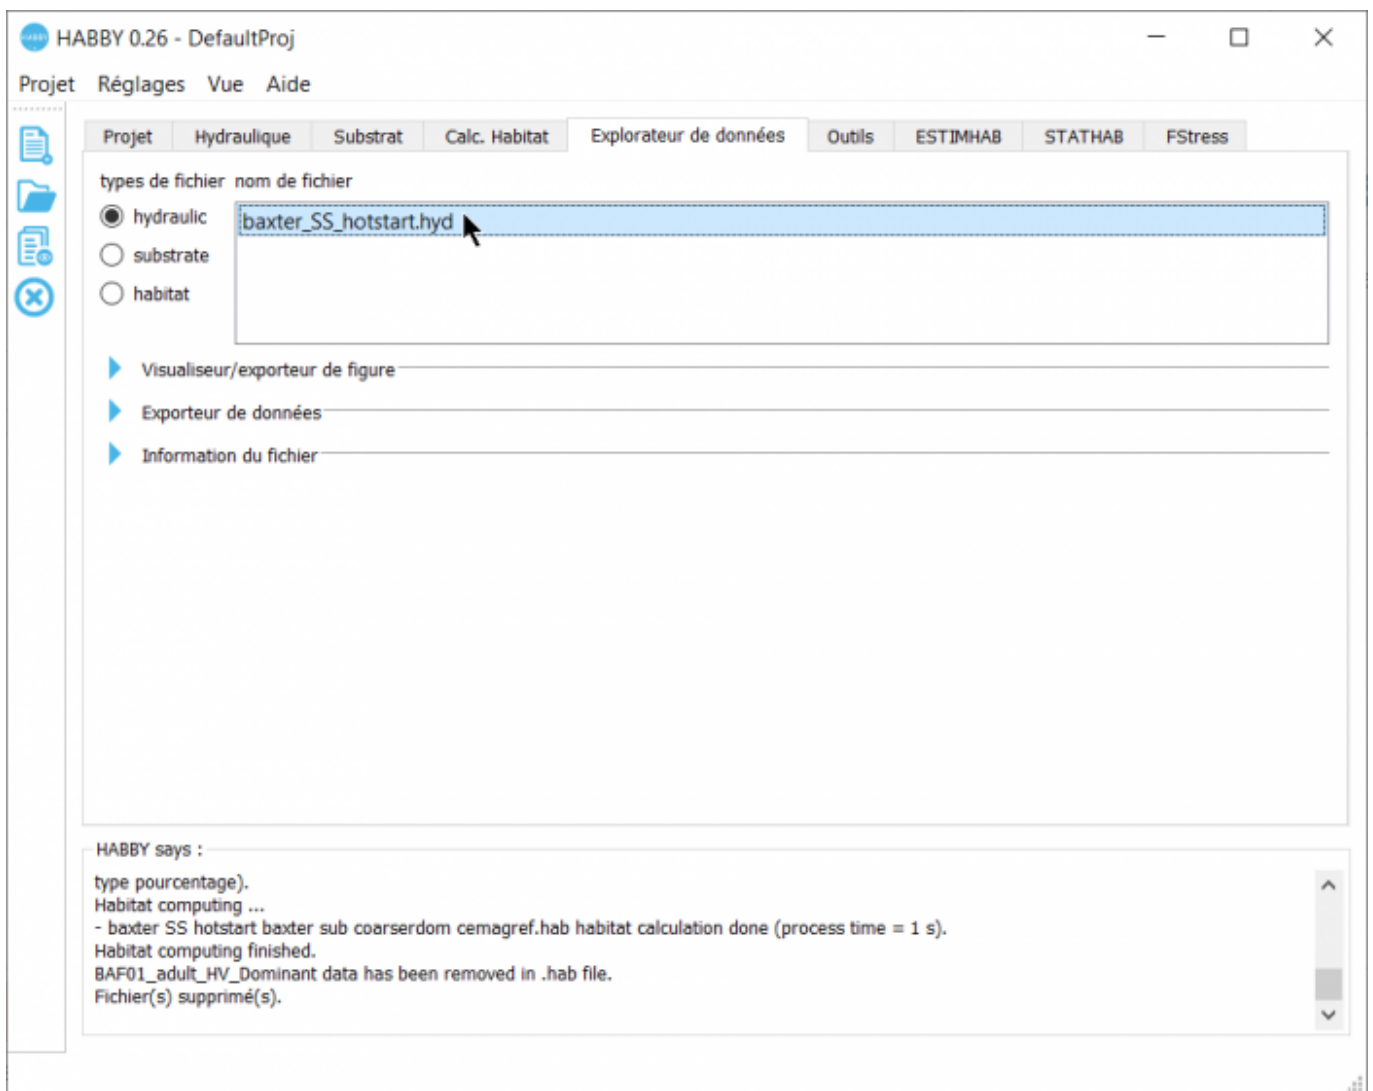 HABBY 0.26 - DefaultProj
Projet Réglages Vue Aide
Projet Hydraulique Substrat Calc. Habitat Explorateur de données Outils ESTIMHAB STATHAB FStress
types de fichier nom de fichier
hydraulic
baxter_SS_hotstart.hyd
substrate
habitat
Visualiseur/exporteur de figure
Exporteur de données
Information du fichier
HABBY says :
type pourcentage).
Habitat computing ...
- baxter SS hotstart baxter sub coarserdom cemagref.hab habitat calculation done (process time = 1 s).
Habitat computing finished.
BAF01_adult_HV_Dominant data has been removed in .hab file.
Fichier(s) supprimé(s).